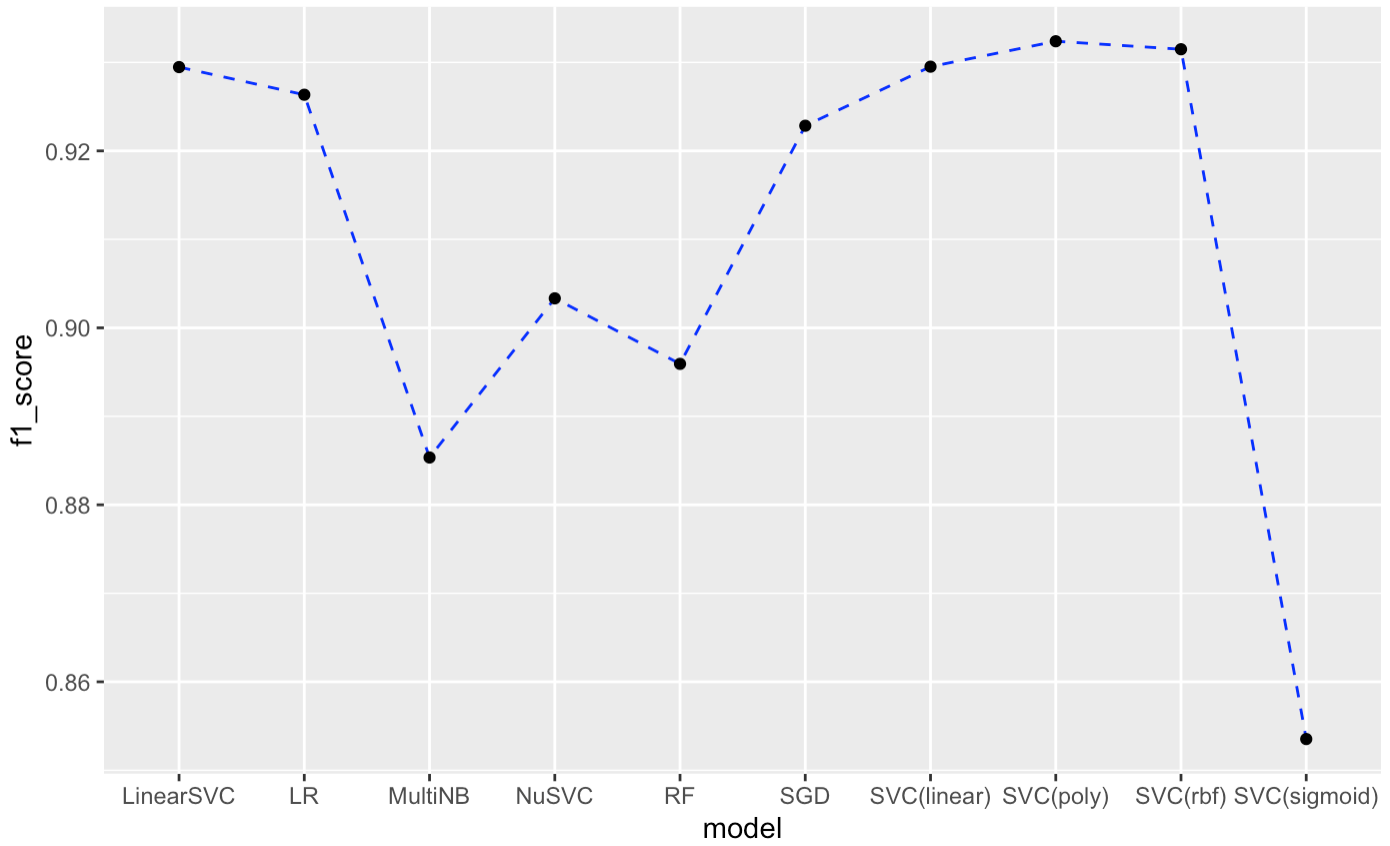 f1_score
0.92
0.90
0.88
0.86
LinearSVC LR MultiNB NuSVC RF SGD SVC(linear) SVC(poly) SVC(rbf) SVC(sigmoid)
model